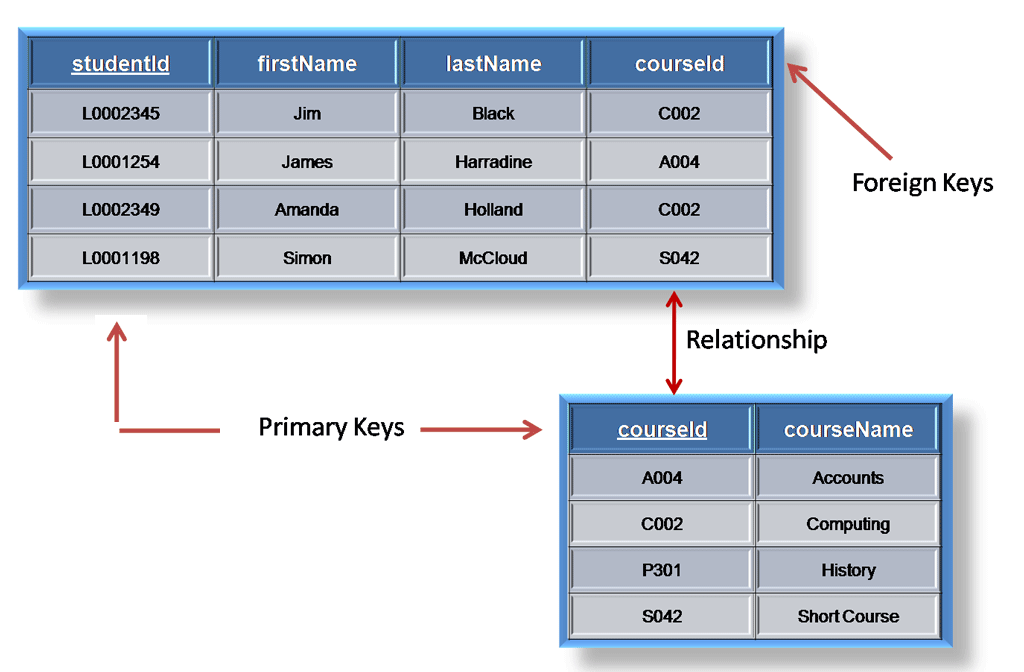 studentId firstName lastName courseId
L0002345 Jim Black C002
L0001254 James Harradine A004
L0002349 Amanda Holland C002
L0001198 Simon McCloud S042
Foreign Keys
Relationship
Primary Keys
courseId courseName
A004 Accounts
C002 Computing
P301 History
S042 Short Course